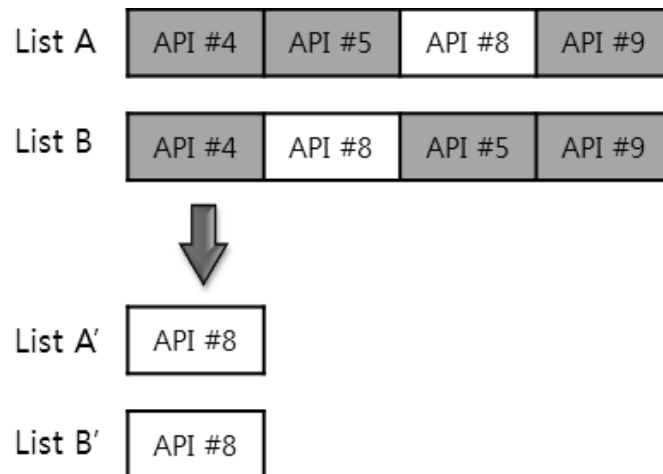 List A API #4 API #5 API #8 API #9
List B API #4 API #8 API #5 API #9
List A′ API #8
List B′ API #8